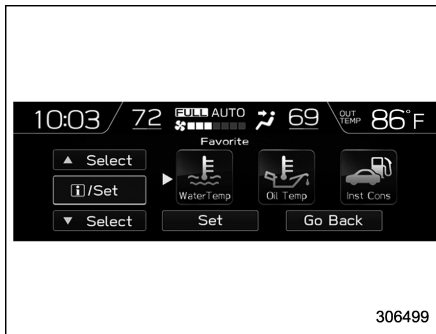 10:03 72 FULL AUTO 69 OUT TEMP 86°F
Favorite
▲ Select
i/Set
▼ Select
WaterTemp Oil Temp Inst Cons
Set Go Back
306499